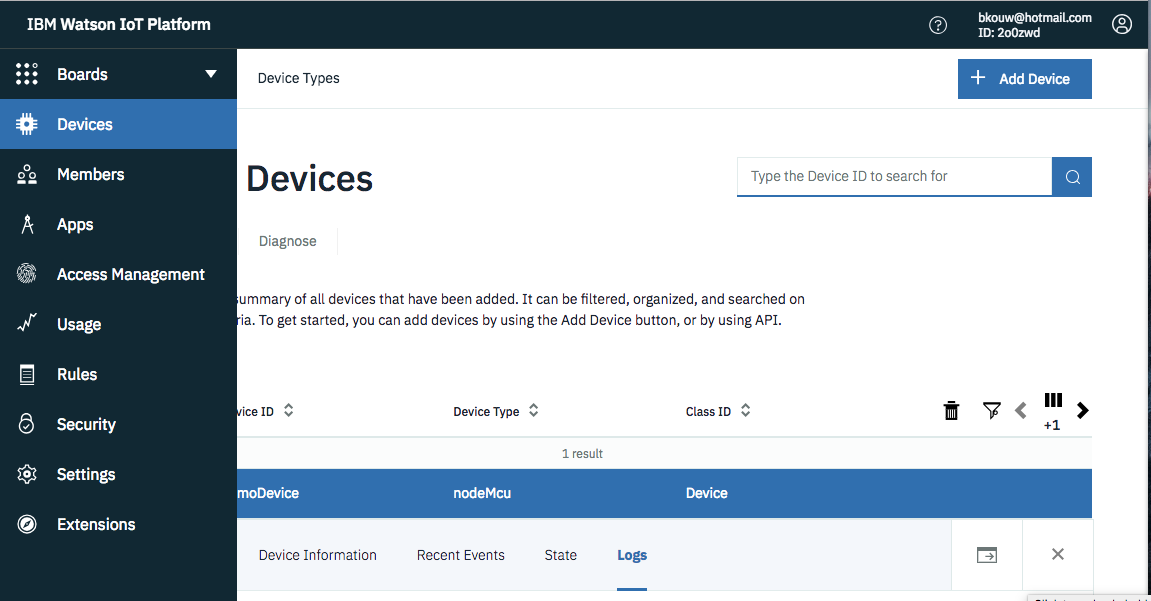 IBM Watson IoT Platform
bkouw@hotmail.com
ID: 2o0zwd
Boards
Devices
Members
Apps
Access Management
Usage
Rules
Security
Settings
Extensions
Device Types
Add Device
Devices
Type the Device ID to search for
Diagnose
summary of all devices that have been added. It can be filtered, organized, and searched on
ria. To get started, you can add devices by using the Add Device button, or by using API.
vice ID
Device Type
Class ID
+1
1 result
moDevice
nodeMcu
Device
Device Information
Recent Events
State
Logs